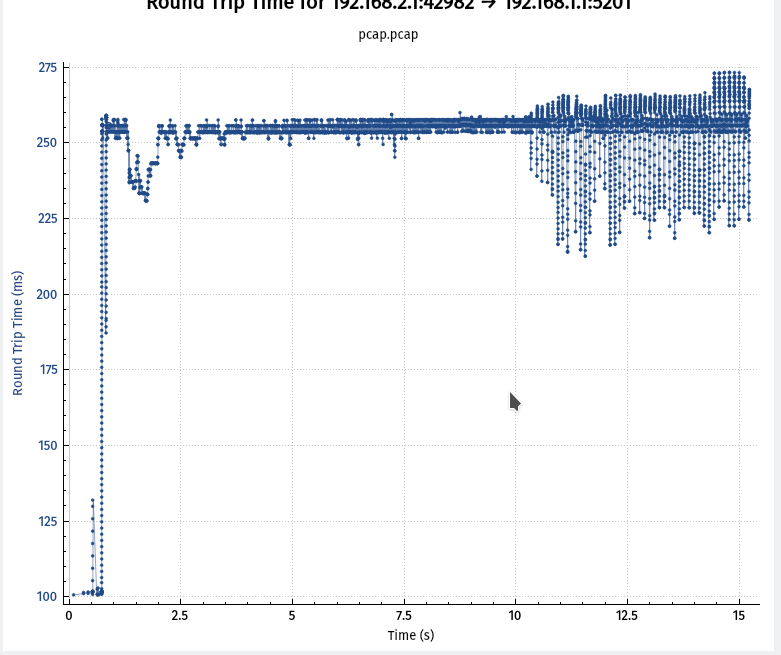 Round Trip Time for 192.168.2.1:42982 → 192.168.1.1:5201
pcap.pcap
275
250
225
200
175
150
125
100
Round Trip Time (ms)
0 2.5 5 7.5 10 12.5 15
Time (s)